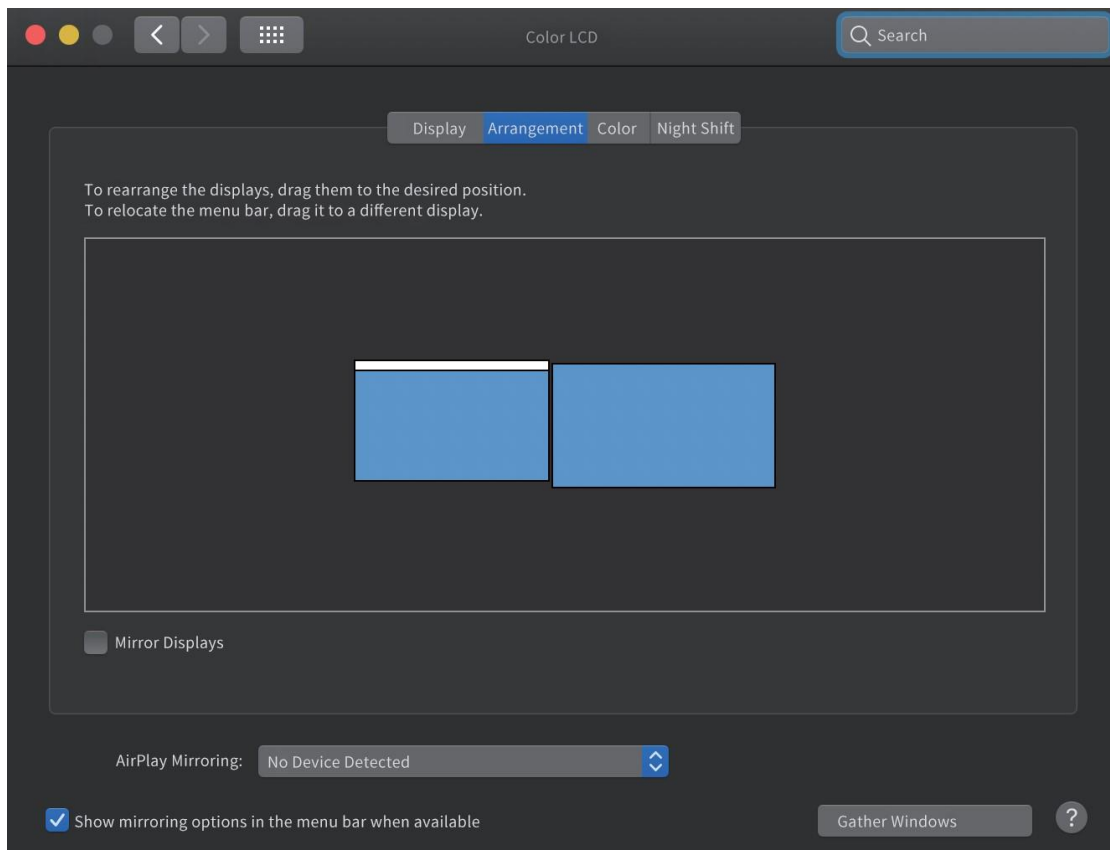 Color LCD
Search
Display
Arrangement
Color
Night Shift
To rearrange the displays, drag them to the desired position.
To relocate the menu bar, drag it to a different display.
Mirror Displays
AirPlay Mirroring:
No Device Detected
Show mirroring options in the menu bar when available
Gather Windows
?